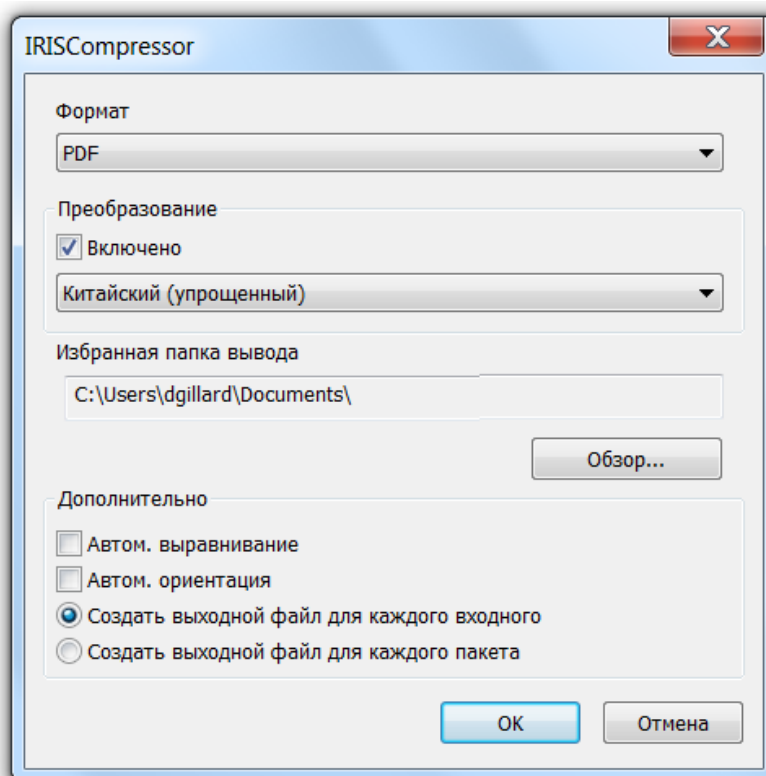 IRISCompressor
Формат
PDF
Преобразование
Включено
Китайский (упрощенный)
Избранная папка вывода
C:\Users\dgillard\Documents\
Обзор...
Дополнительно
Автом. выравнивание
Автом. ориентация
Создать выходной файл для каждого входного
Создать выходной файл для каждого пакета
OK
Отмена